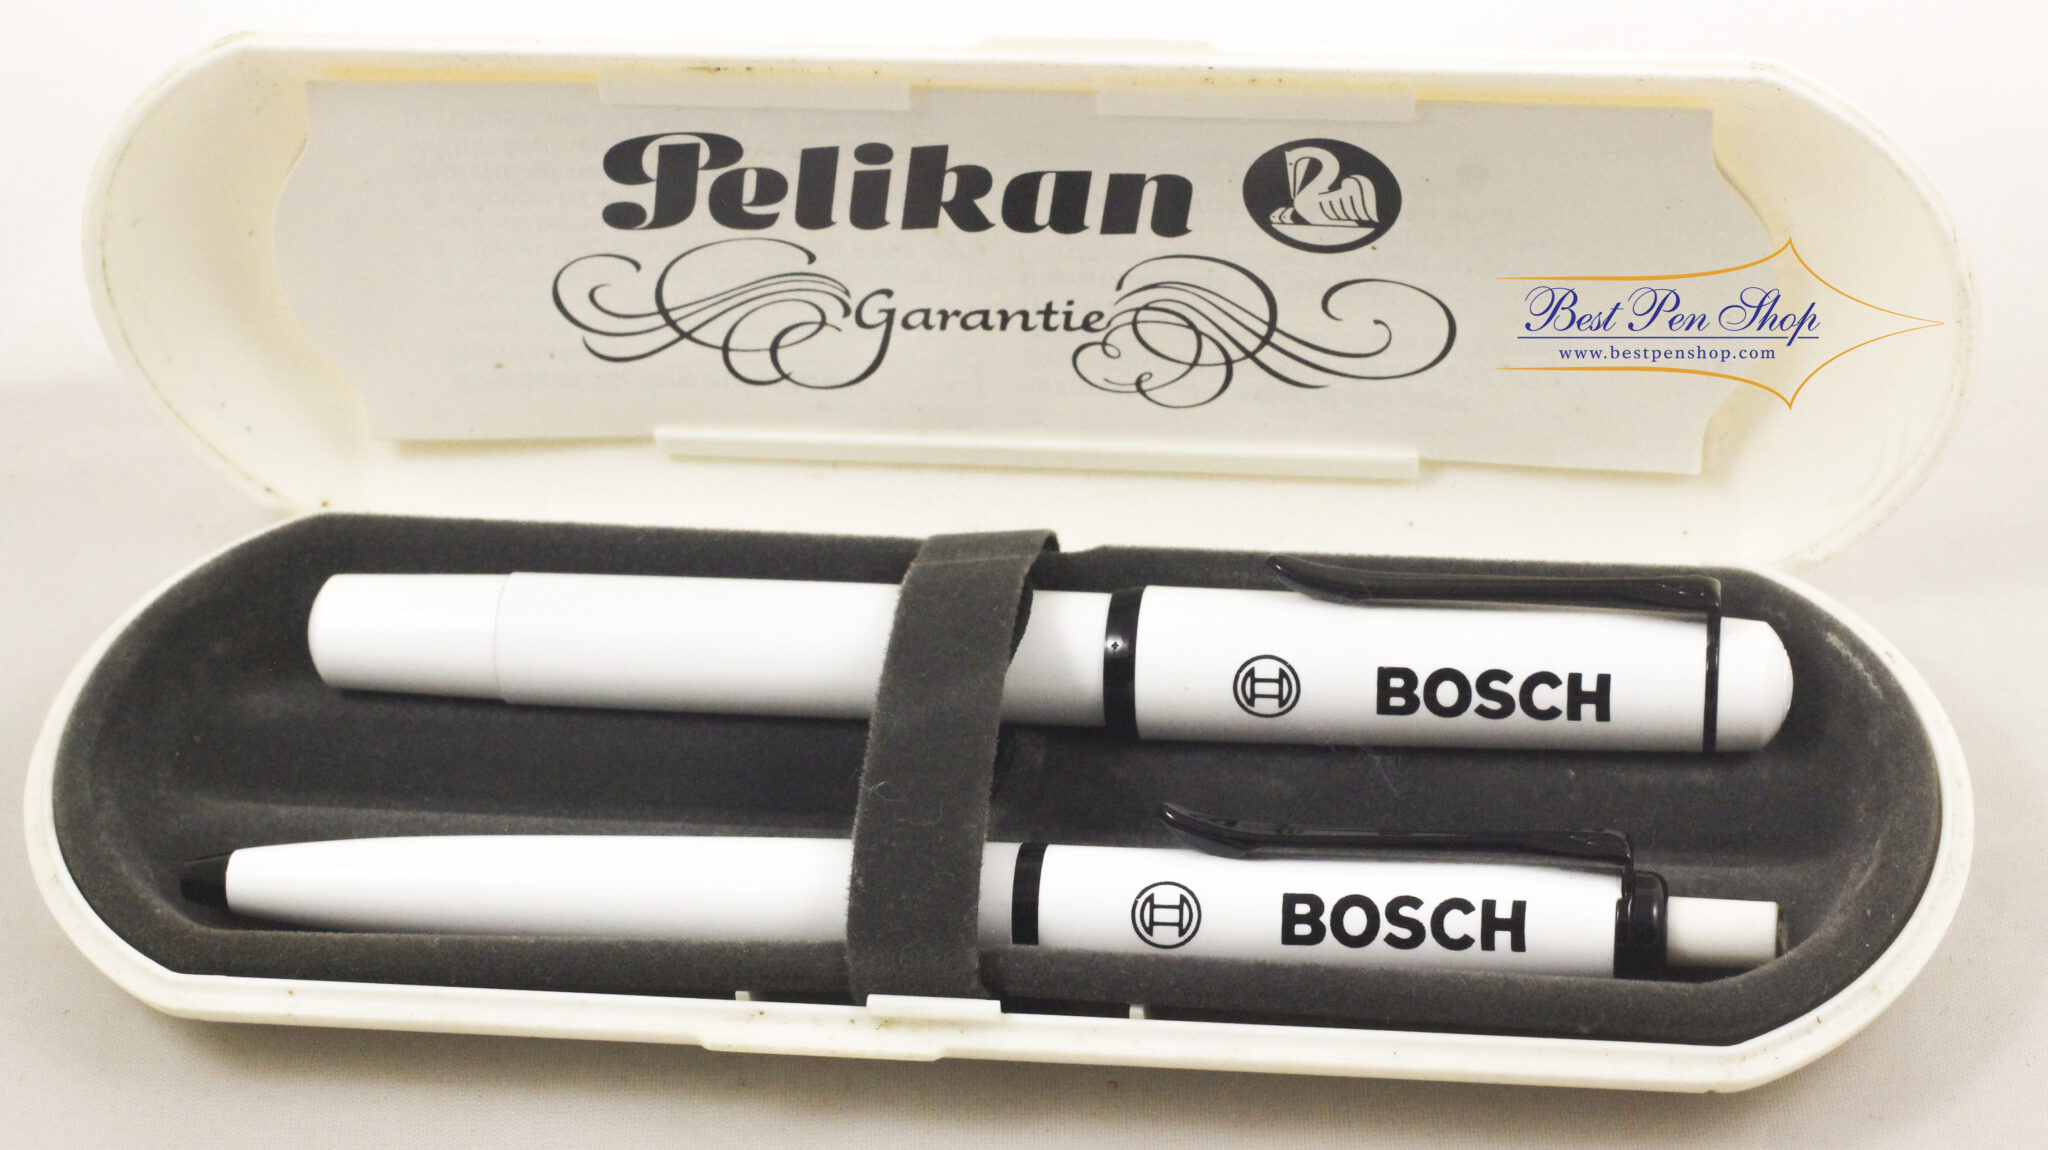 Pelikan
Garantie
Best Pen Shop
www.bestpenshop.com
BOSCH
BOSCH